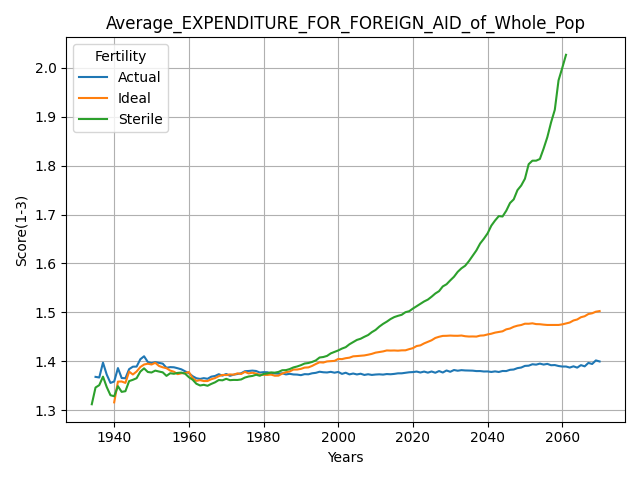 Average_EXPENDITURE_FOR_FOREIGN_AID_of_Whole_Pop
Fertility
Actual
Ideal
Sterile
Score(1-3)
2.0
1.9
1.8
1.7
1.6
1.5
1.4
1.3
1940 1960 1980 2000 2020 2040 2060
Years